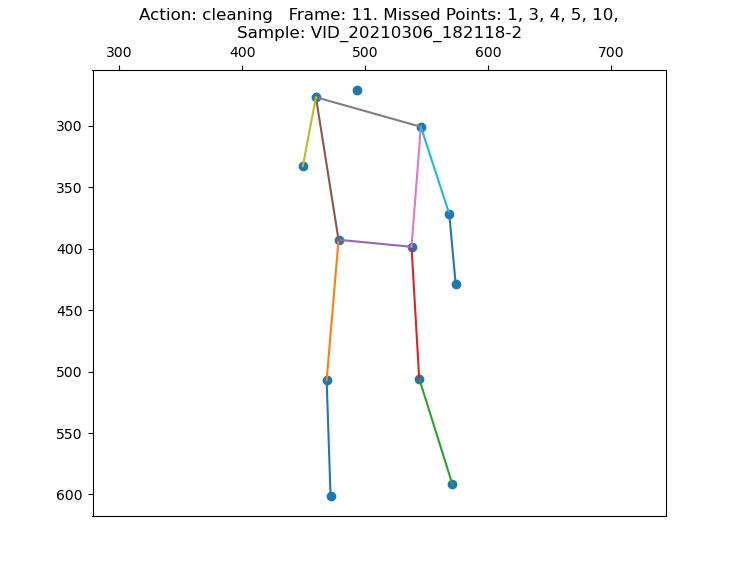 Action: cleaning   Frame: 11. Missed Points: 1, 3, 4, 5, 10,
Sample: VID_20210306_182118-2
300 400 500 600 700
300
350
400
450
500
550
600